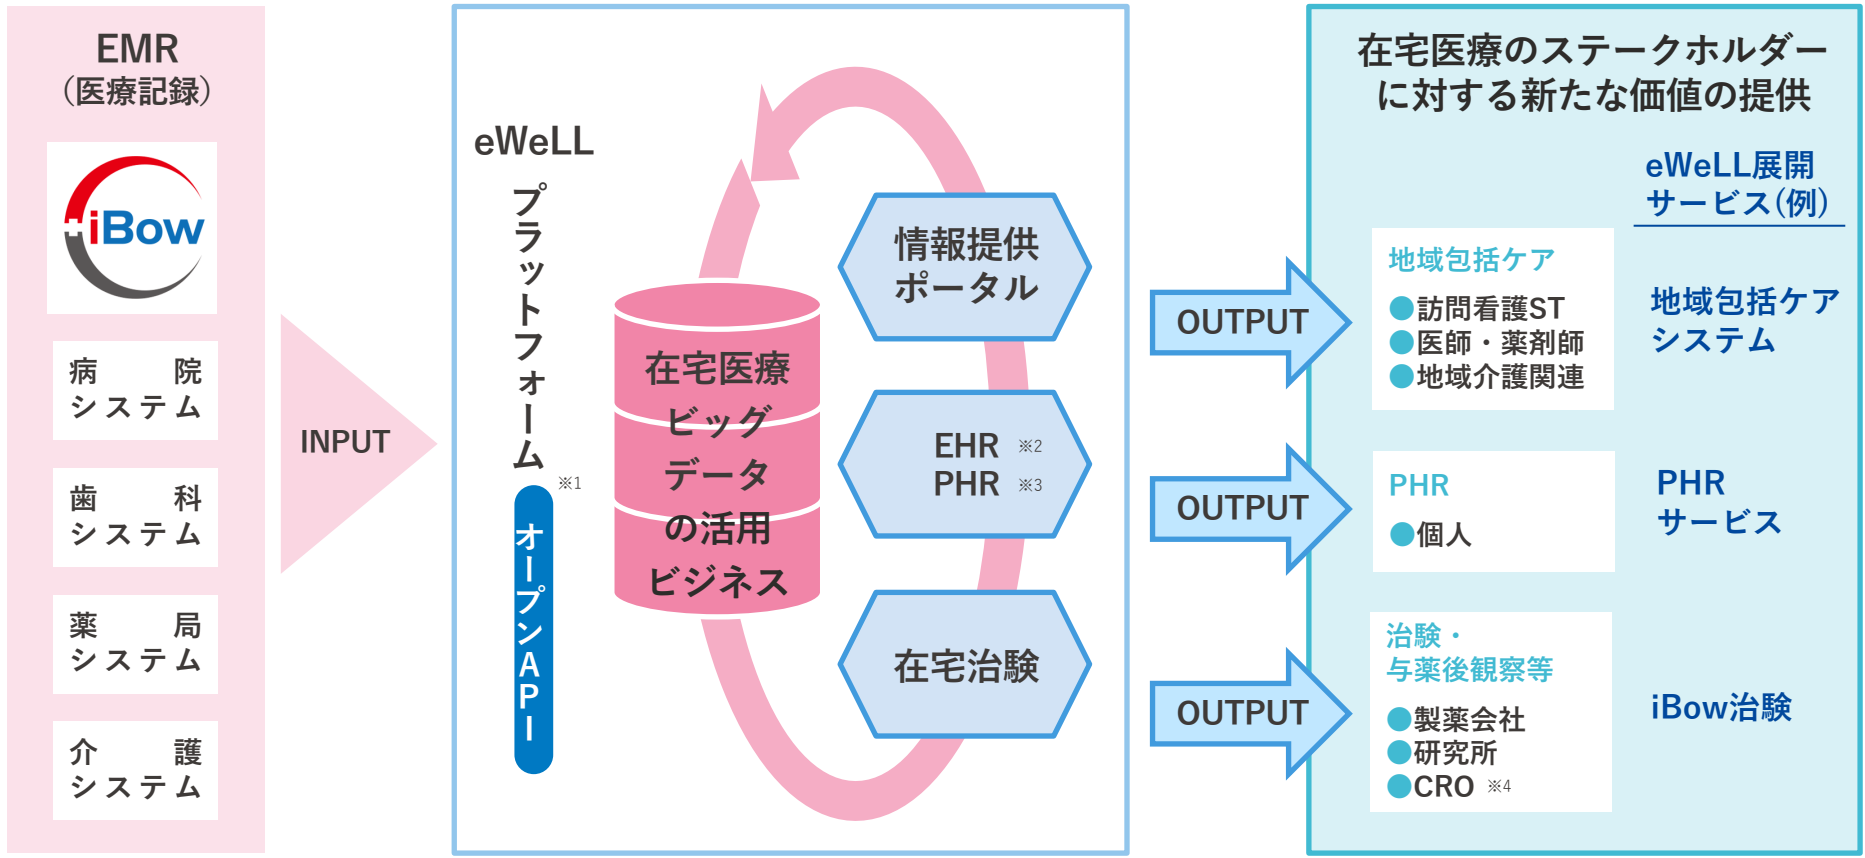 EMR
（医療記録）
iBow
病院
システム
歯科
システム
薬局
システム
介護
システム
INPUT
eWeLL
プラットフォーム
※1
オープンAPI
在宅医療
ビッグ
データ
の活用
ビジネス
情報提供
ポータル
EHR ※2
PHR ※3
在宅治験
OUTPUT
OUTPUT
OUTPUT
在宅医療のステークホルダー
に対する新たな価値の提供
eWeLL展開
サービス(例)
地域包括ケア
●訪問看護ST
●医師・薬剤師
●地域介護関連
地域包括ケア
システム
PHR
●個人
PHR
サービス
治験・
与薬後観察等
●製薬会社
●研究所
●CRO ※4
iBow治験